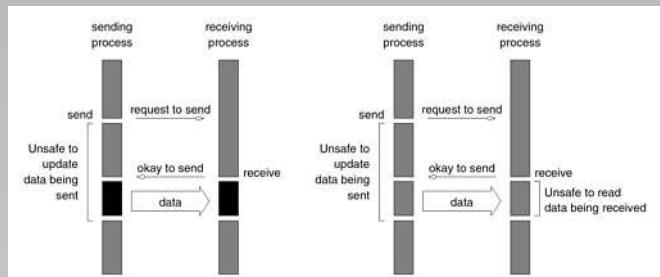 sending
process
receiving
process
send
request to send
Unsafe to
update
data being
sent
okay to send
receive
data
sending
process
receiving
process
send
request to send
Unsafe to
update
data being
sent
okay to send
receive
data
Unsafe to read
data being received